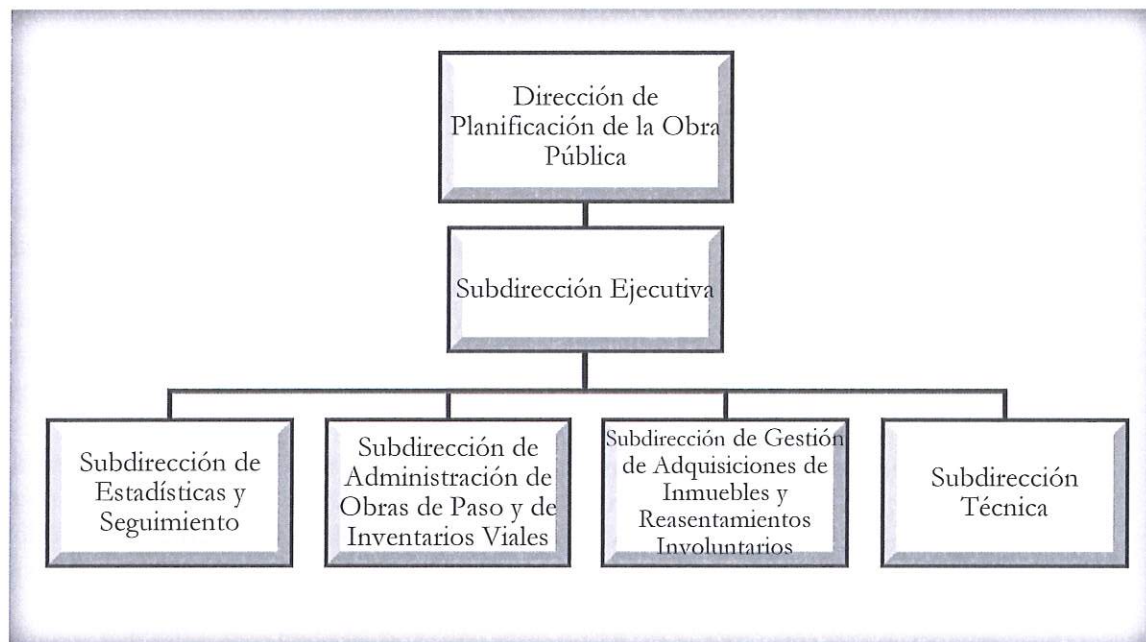 Dirección de
Planificación de la Obra
Pública
Subdirección Ejecutiva
Subdirección de
Estadísticas y
Seguimiento
Subdirección de
Administración de
Obras de Paso y de
Inventarios Viales
Subdirección de Gestión
de Adquisiciones de
Inmuebles y
Reasentamientos
Involuntarios
Subdirección
Técnica